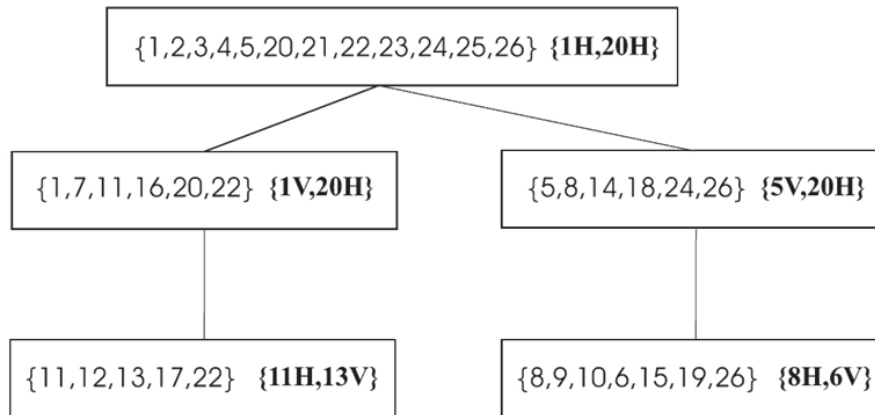 {1,2,3,4,5,20,21,22,23,24,25,26} {1H,20H}
{1,7,11,16,20,22} {1V,20H}
{5,8,14,18,24,26} {5V,20H}
{11,12,13,17,22} {11H,13V}
{8,9,10,6,15,19,26} {8H,6V}